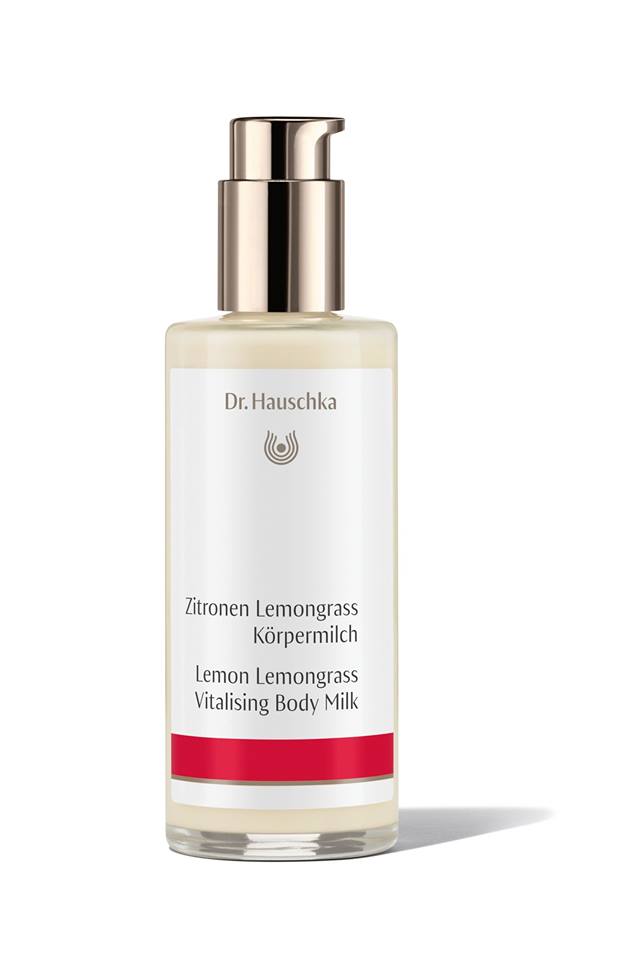 Dr. Hauschka
Zitronen Lemongrass
Körpermilch
Lemon Lemongrass
Vitalising Body Milk